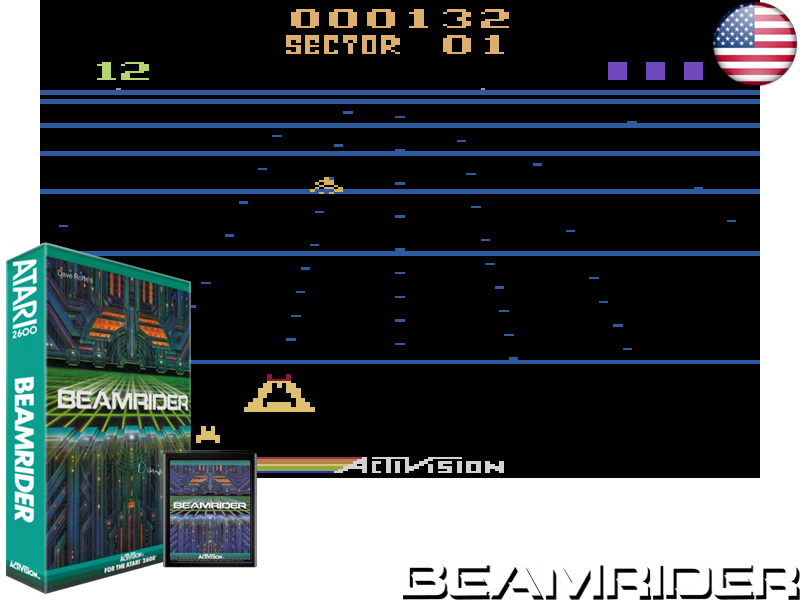 000132
SECTOR 01
12
ACTIVISION
ATARI
2600
BEAMRIDER
ACTIVISION
BEAMRIDER
ACTIVISION
FOR THE ATARI 2600
BEAMRIDER
ACTIVISION
BEAMRIDER